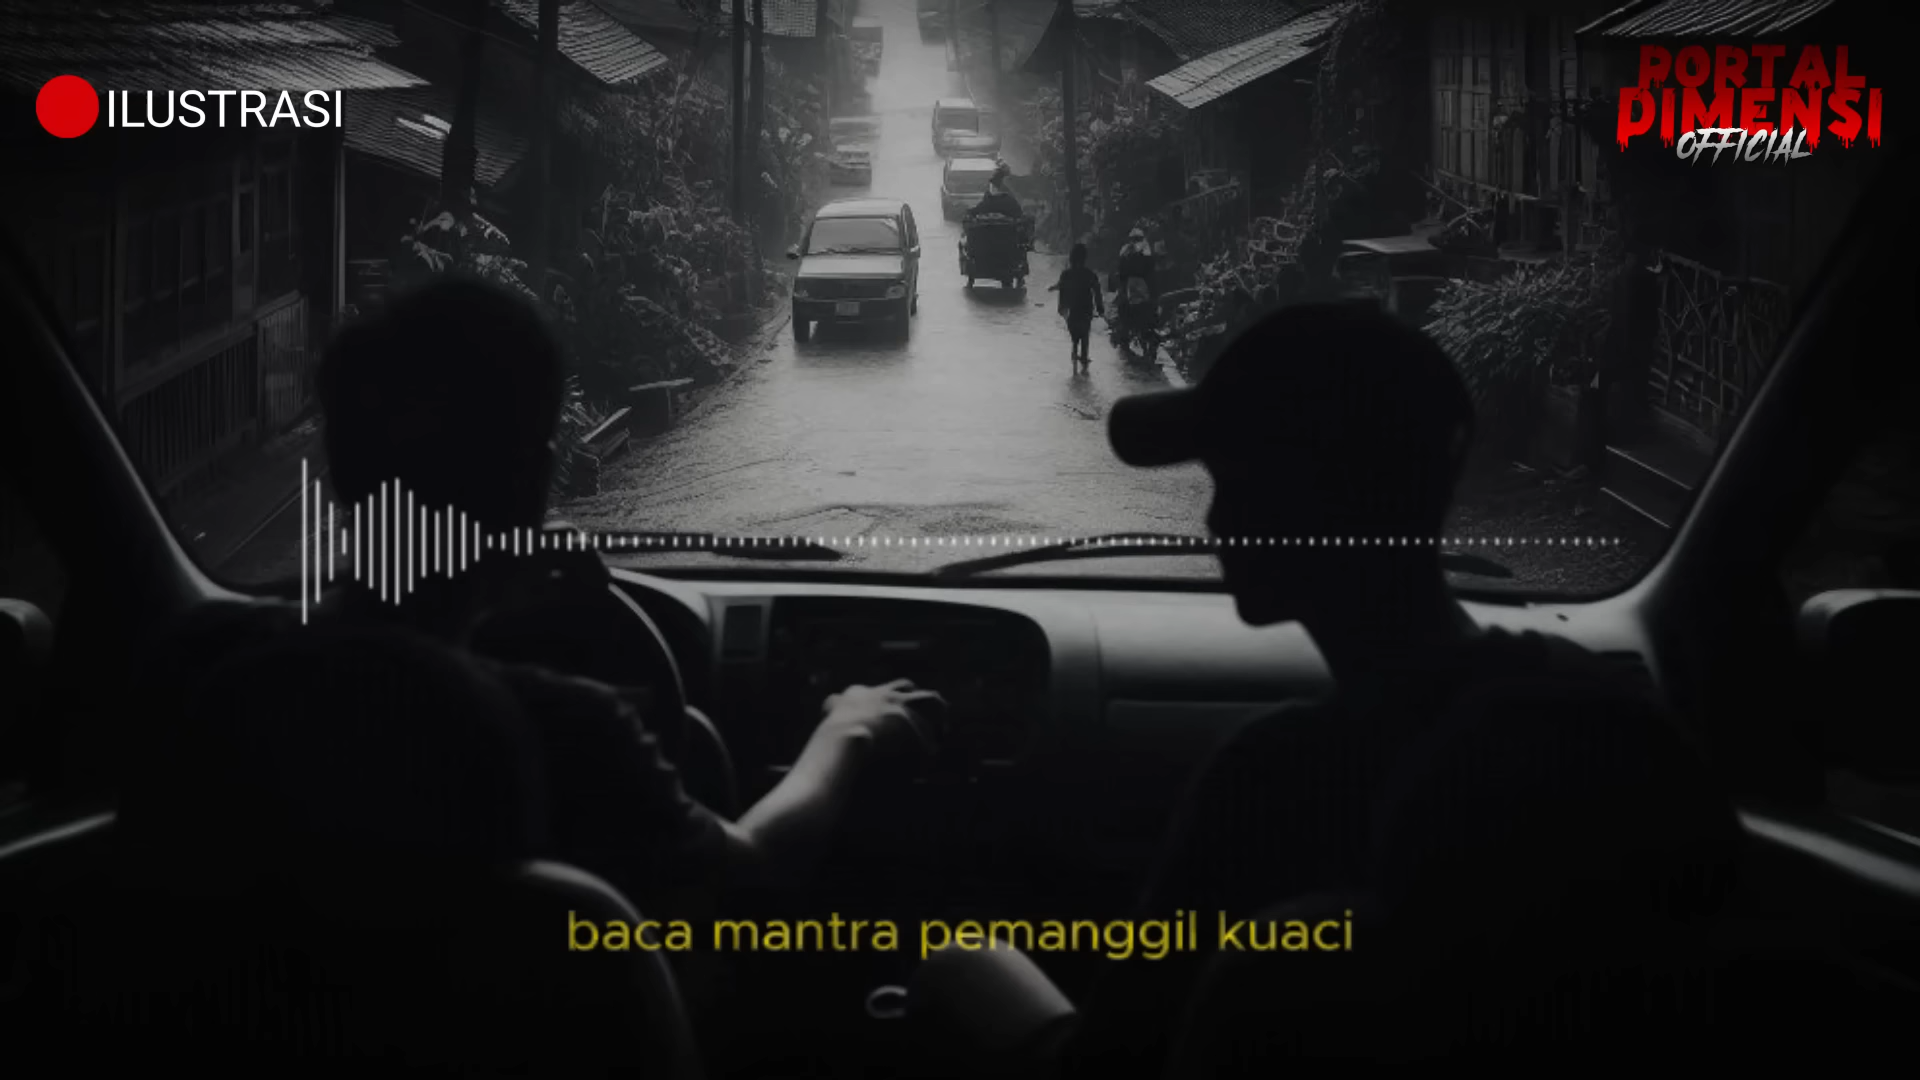 ILUSTRASI
PORTAL
DIMENSI
OFFICIAL
baca mantra pemanggil kuaci